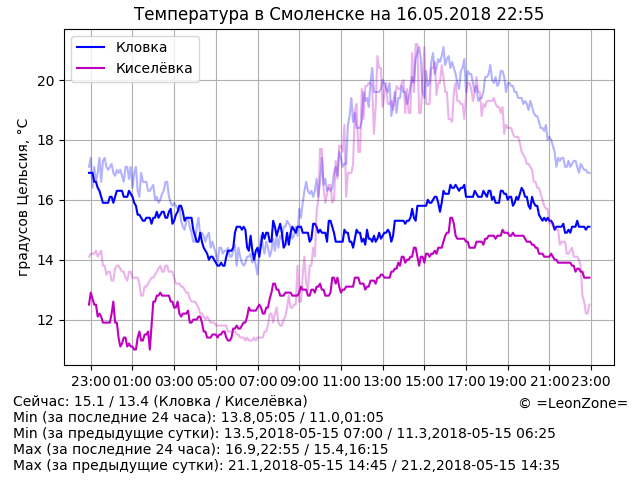 Температура в Смоленске на 16.05.2018 22:55
Кловка
Киселёвка
градусов Цельсия, °C
20
18
16
14
12
23:00 01:00 03:00 05:00 07:00 09:00 11:00 13:00 15:00 17:00 19:00 21:00 23:00
Сейчас: 15.1 / 13.4 (Кловка / Киселёвка)
© =LeonZone=
Min (за последние 24 часа): 13.8,05:05 / 11.0,01:05
Min (за предыдущие сутки): 13.5,2018-05-15 07:00 / 11.3,2018-05-15 06:25
Max (за последние 24 часа): 16.9,22:55 / 15.4,16:15
Max (за предыдущие сутки): 21.1,2018-05-15 14:45 / 21.2,2018-05-15 14:35